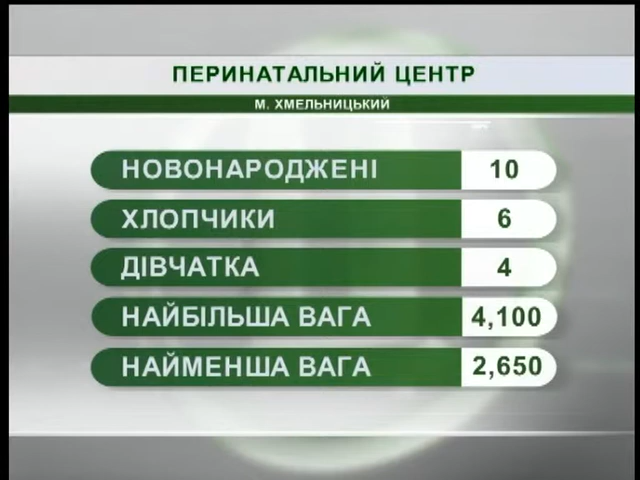 ПЕРИНАТАЛЬНИЙ ЦЕНТР
М. ХМЕЛЬНИЦЬКИЙ
НОВОНАРОДЖЕНІ 10
ХЛОПЧИКИ 6
ДІВЧАТКА 4
НАЙБІЛЬША ВАГА 4,100
НАЙМЕНША ВАГА 2,650